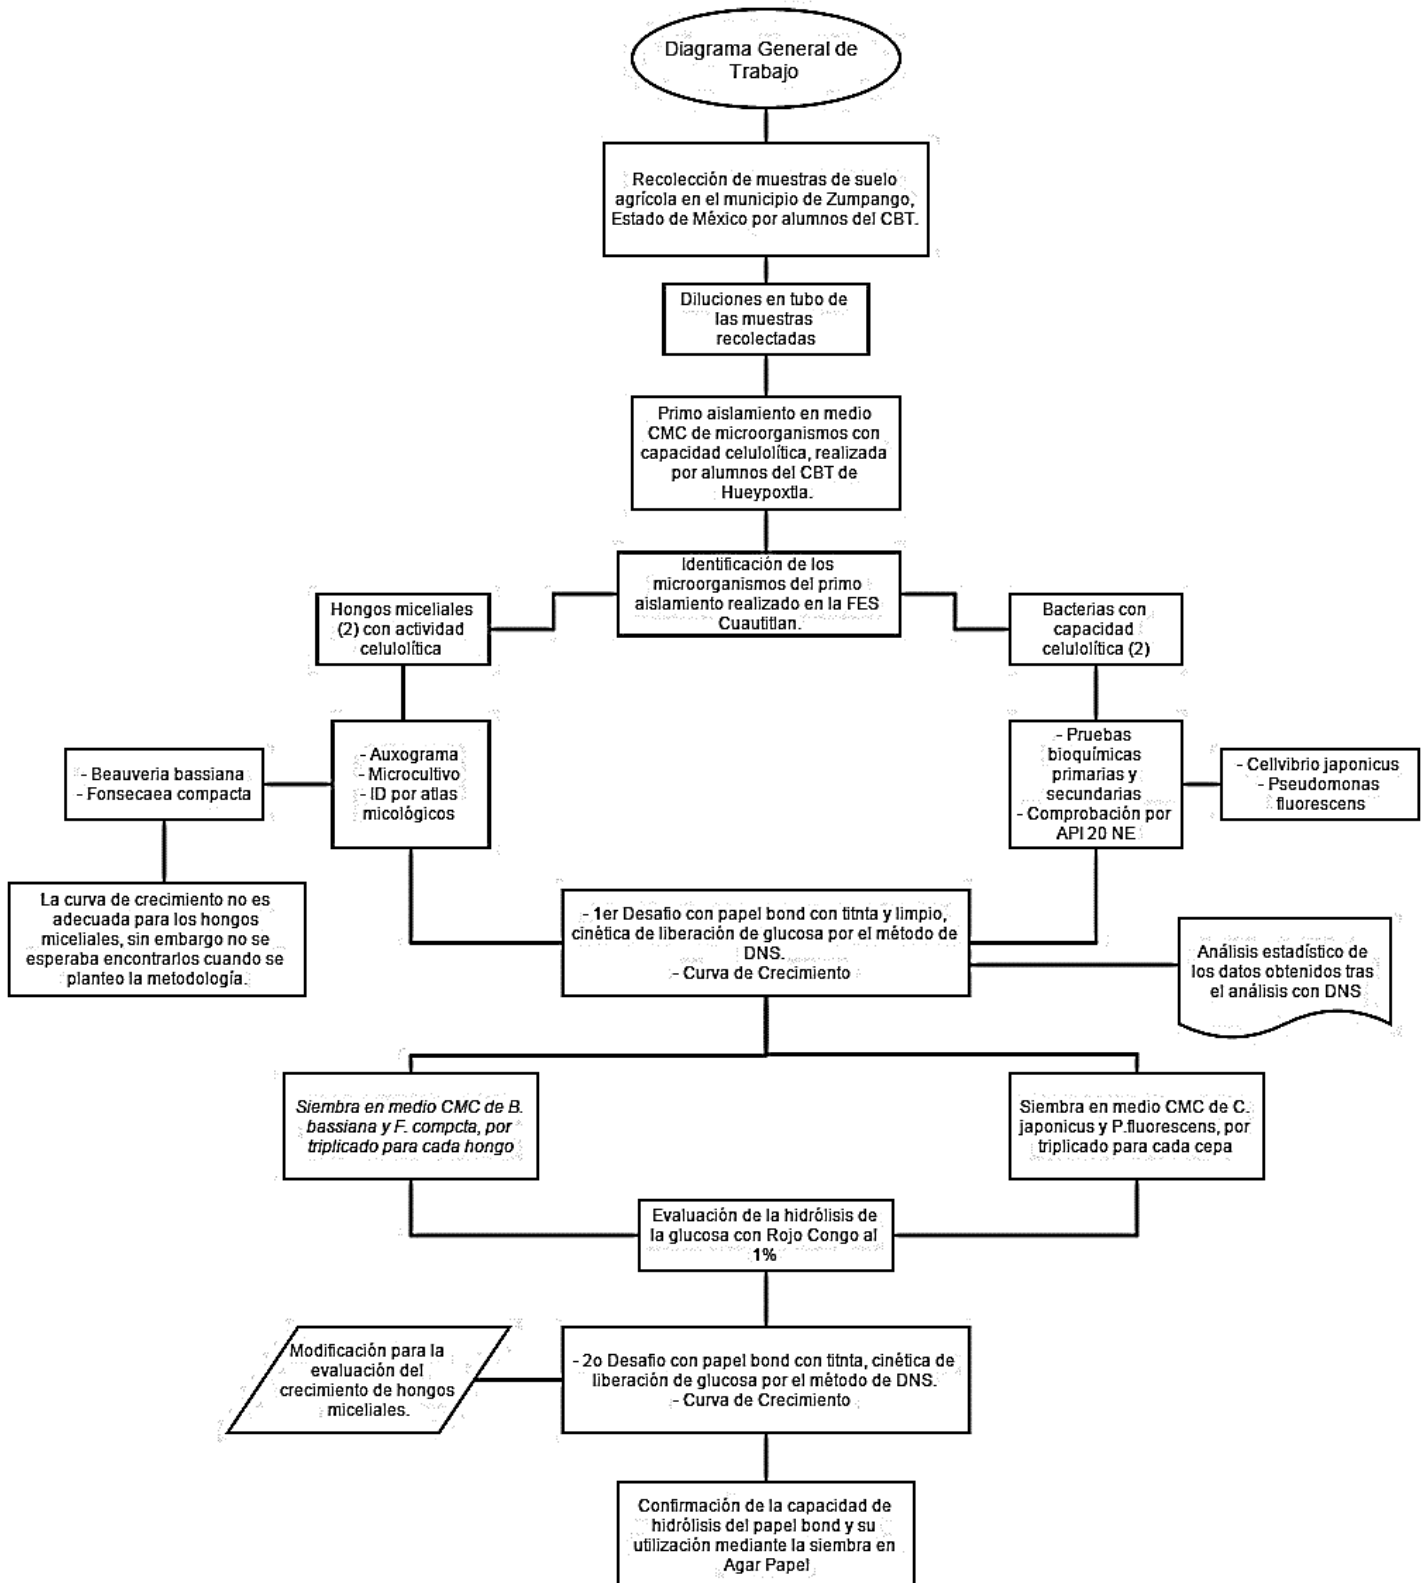 Diagrama General de
Trabajo
Recolección de muestras de suelo
agrícola en el municipio de Zumpango,
Estado de México por alumnos del CBT.
Diluciones en tubo de
las muestras
recolectadas
Primo aislamiento en medio
CMC de microorganismos con
capacidad celulolítica, realizada
por alumnos del CBT de
Hueypoxtla.
Identificación de los
microorganismos del primo
aislamiento realizado en la FES
Cuautitlan.
Hongos miceliales
(2) con actividad
celulolítica
Bacterias con
capacidad
celulolítica (2)
- Auxograma
- Microcultivo
- ID por atlas
micológicos
- Beauveria bassiana
- Fonsecaea compacta
- Pruebas
bioquímicas
primarias y
secundarias
- Comprobación por
API 20 NE
- Cellvibrio japonicus
- Pseudomonas
fluorescens
La curva de crecimiento no es
adecuada para los hongos
miceliales, sin embargo no se
esperaba encontrarlos cuando se
planteo la metodología.
- 1er Desafio con papel bond con titnta y limpio,
cinética de liberación de glucosa por el método de
DNS.
- Curva de Crecimiento
Análisis estadístico de
los datos obtenidos tras
el análisis con DNS
Siembra en medio CMC de B.
bassiana y F. compcta, por
triplicado para cada hongo
Siembra en medio CMC de C.
japonicus y P.fluorescens, por
triplicado para cada cepa
Evaluación de la hidrólisis de
la glucosa con Rojo Congo al
1%
Modificación para la
evaluación del
crecimiento de hongos
miceliales.
- 2o Desafio con papel bond con titnta, cinética de
liberación de glucosa por el método de DNS.
- Curva de Crecimiento
Confirmación de la capacidad de
hidrólisis del papel bond y su
utilización mediante la siembra en
Agar Papel